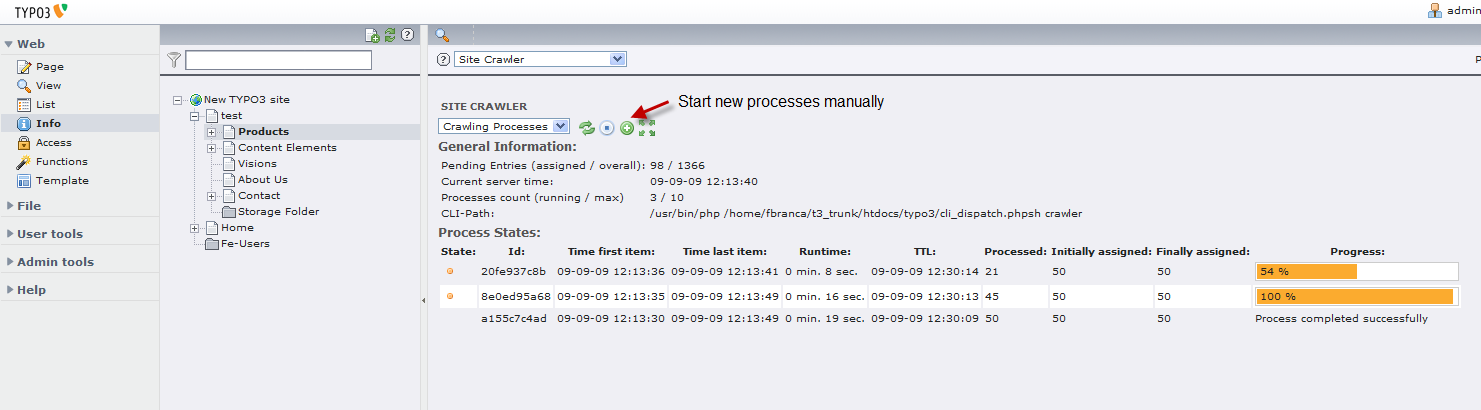 TYPO3
admin
Web
Page
View
List
Info
Access
Functions
Template
File
User tools
Admin tools
Help
New TYPO3 site
test
Products
Content Elements
Visions
About Us
Contact
Storage Folder
Home
Fe-Users
Site Crawler
P
SITE CRAWLER
Start new processes manually
Crawling Processes
General Information:
Pending Entries (assigned / overall): 98 / 1366
Current server time: 09-09-09 12:13:40
Processes count (running / max) 3 / 10
CLI-Path: /usr/bin/php /home/fbranca/t3_trunk/htdocs/typo3/cli_dispatch.phpsh crawler
Process States:
State: Id: Time first item: Time last item: Runtime: TTL: Processed: Initially assigned: Finally assigned: Progress:
20fe937c8b 09-09-09 12:13:36 09-09-09 12:13:41 0 min. 8 sec. 09-09-09 12:30:14 21 50 50 54 %
8e0ed95a68 09-09-09 12:13:35 09-09-09 12:13:49 0 min. 16 sec. 09-09-09 12:30:13 45 50 50 100 %
a155c7c4ad 09-09-09 12:13:30 09-09-09 12:13:49 0 min. 19 sec. 09-09-09 12:30:09 50 50 50 Process completed successfully